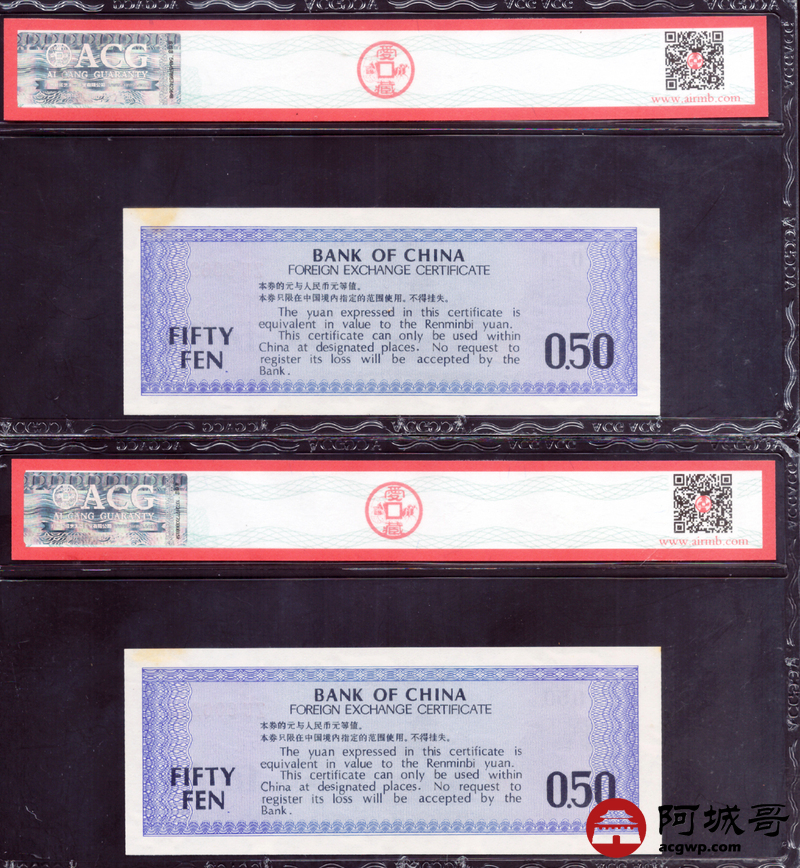 ACG
AI CANG GUARANTY
愛藏
www.airmb.com
BANK OF CHINA
FOREIGN EXCHANGE CERTIFICATE
本券的元与人民币元等值。
本券只限在中国境内指定的范围使用。不得挂失。
The yuan expressed in this certificate is
equivalent in value to the Renminbi yuan.
This certificate can only be used within
China at designated places. No request to
register its loss will be accepted by the
Bank.
FIFTY
FEN
0.50
ACG
AI CANG GUARANTY
愛藏
www.airmb.com
BANK OF CHINA
FOREIGN EXCHANGE CERTIFICATE
本券的元与人民币元等值。
本券只限在中国境内指定的范围使用。不得挂失。
The yuan expressed in this certificate is
equivalent in value to the Renminbi yuan.
This certificate can only be used within
China at designated places. No request to
register its loss will be accepted by the
Bank.
FIFTY
FEN
0.50
阿城哥
acgwp.com